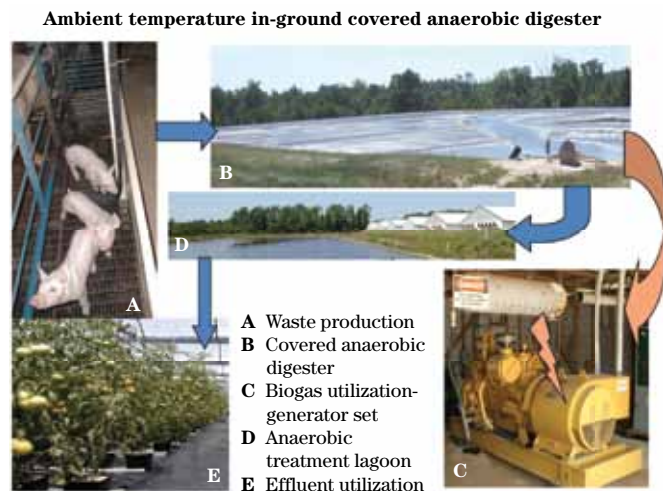 Ambient temperature in-ground covered anaerobic digester
A
B
D
E
C
A Waste production
B Covered anaerobic
digester
C Biogas utilization-
generator set
D Anaerobic
treatment lagoon
E Effluent utilization